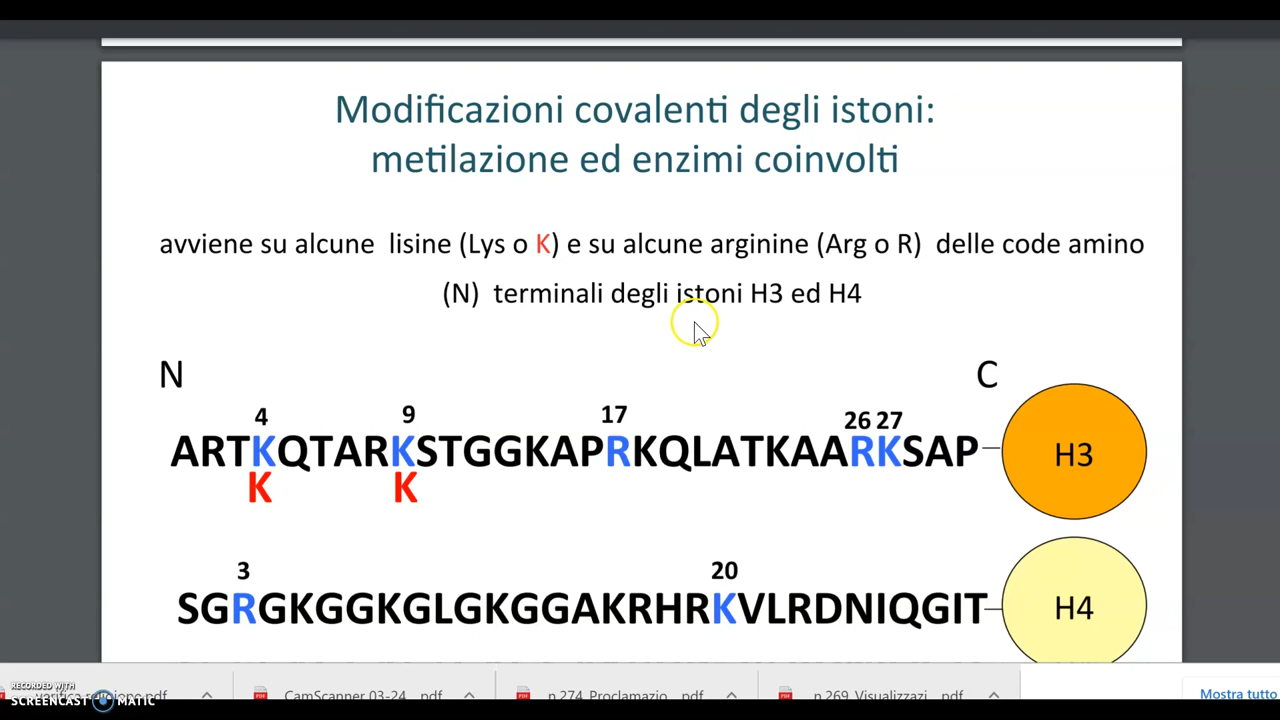 Modificazioni covalenti degli istoni:
metilazione ed enzimi coinvolti
avviene su alcune lisine (Lys o K) e su alcune arginine (Arg o R) delle code amino
(N) terminali degli istoni H3 ed H4
N C
4 9 17 26 27
ARTKQTARKSTGGKAPRKQLATKAARKSAP H3
K K
3 20
SGRGKGGKGLGKGGAKRHRKVLRDNIQGIT H4
CamScanner 03-24....pdf n.274_Proclamazio....pdf n.269_Visualizzazi....pdf Mostra tutto
RECORDED WITH
SCREENCAST MATIC